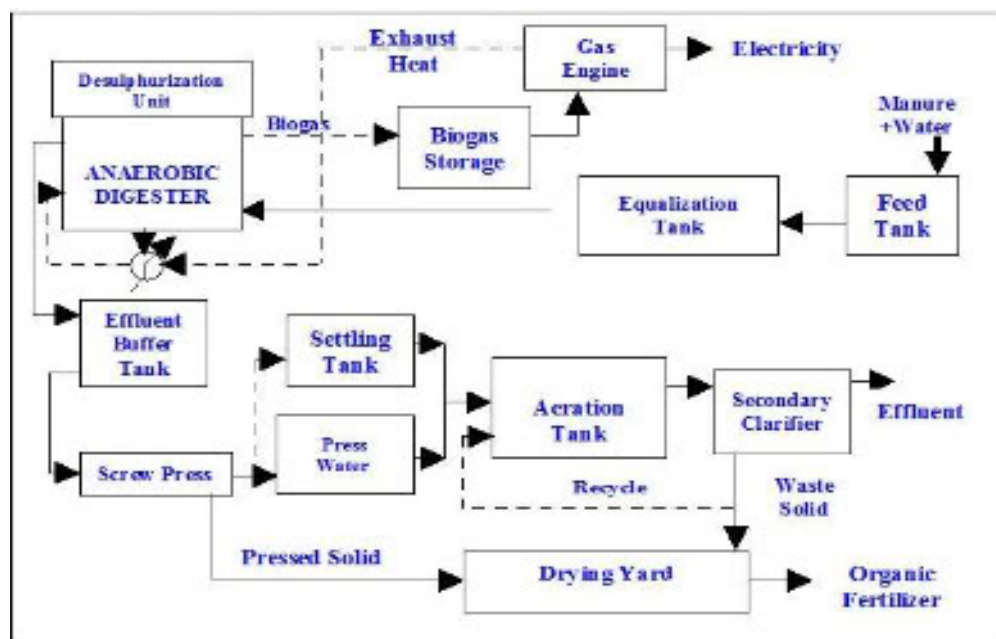 Exhaust
Heat
Gas
Engine
Electricity
Desulphurization
Unit
Biogas
Biogas
Storage
Manure
+Water
ANAEROBIC
DIGESTER
Equalization
Tank
Feed
Tank
Effluent
Buffer
Tank
Settling
Tank
Aeration
Tank
Secondary
Clarifier
Effluent
Press
Water
Screw Press
Recycle
Waste
Solid
Pressed Solid
Drying Yard
Organic
Fertilizer